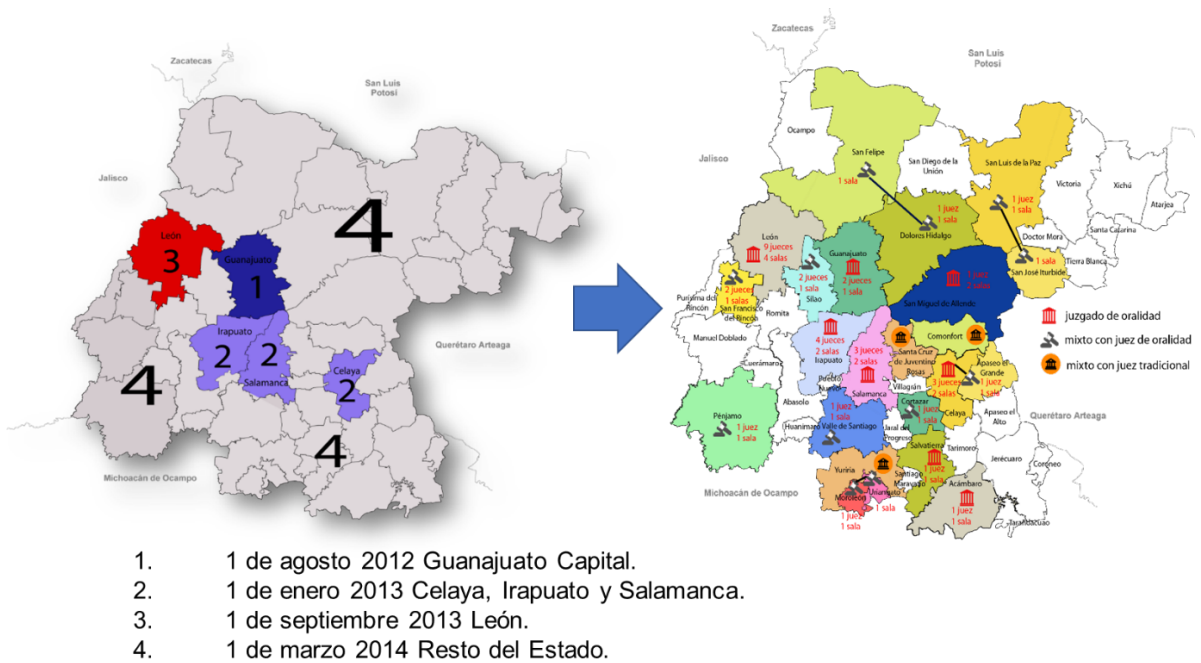 Zacatecas
San Luis
Potosí
Jalisco
León
3
Guanajuato
1
4
Irapuato
2
2
Salamanca
Celaya
2
4
4
Querétaro Arteaga
Michoacán de Ocampo
Zacatecas
San Luis
Potosí
Jalisco
Ocampo
San Felipe
1 sala
San Diego de la
Unión
San Luis de la Paz
1 juez
1 sala
Victoria
Xichú
Atarjea
Santa Catarina
Doctor Mora
Tierra Blanca
1 sala
San José Iturbide
1 juez
1 sala
Dolores Hidalgo
León
9 jueces
4 salas
Guanajuato
2 jueces
1 sala
2 jueces
1 sala
Silao
2 jueces
1 salas
Purísima del
Rincón
San Francisco
del Rincón
Romita
1 juez
2 salas
San Miguel de Allende
Manuel Doblado
Cuerámaro
4 jueces
2 salas
Irapuato
3 jueces
2 salas
Salamanca
Santa Cruz
de Juventino
Rosas
Comonfort
Apaseo el
Grande
1 juez
1 sala
3 jueces
2 salas
Celaya
Villagrán
Pueblo
Nuevo
Abasolo
Pénjamo
1 juez
1 sala
Huanimaro
1 juez
1 sala
Valle de Santiago
Cortazar
1 juez
1 sala
Jaral del
Progreso
Apaseo el
Alto
Salvatierra
Tarimoro
1 juez
1 sala
Jerécuaro
Coroneo
Yuriria
Santiago
Maravatío
Moroleón
Uriangato
1 sala
1 juez
1 sala
Acámbaro
1 juez
1 sala
Tarandacuao
Querétaro Arteaga
Michoacán de Ocampo
juzgado de oralidad
mixto con juez de oralidad
mixto con juez tradicional
1. 1 de agosto 2012 Guanajuato Capital.
2. 1 de enero 2013 Celaya, Irapuato y Salamanca.
3. 1 de septiembre 2013 León.
4. 1 de marzo 2014 Resto del Estado.